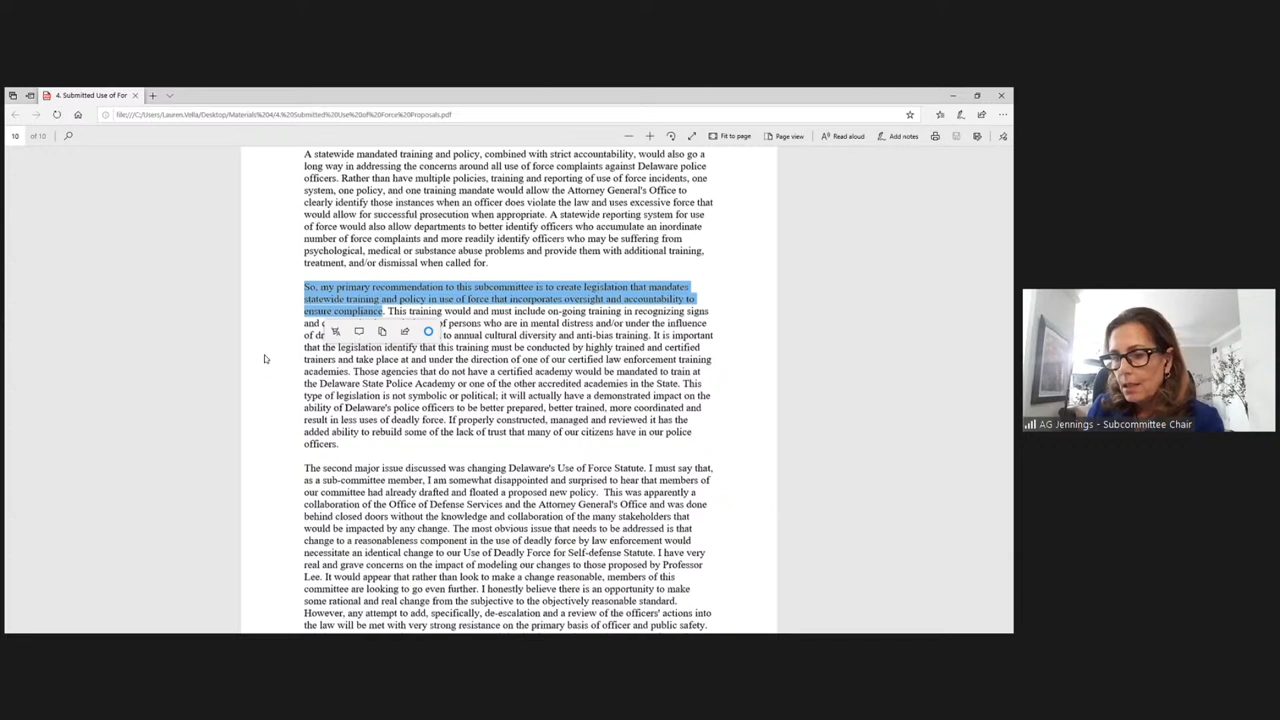 4. Submitted Use of For
file:///C:/Users/Lauren.Vella/Desktop/Materials%204/4.%20Submitted%20Use%20of%20Force%20Proposals.pdf
10 of 10
Fit to page
Page view
Read aloud
Add notes
A statewide mandated training and policy, combined with strict accountability, would also go a
long way in addressing the concerns around all use of force complaints against Delaware police
officers. Rather than have multiple policies, training and reporting of use of force incidents, one
system, one policy, and one training mandate would allow the Attorney General's Office to
clearly identify those instances when an officer does violate the law and uses excessive force that
would allow for successful prosecution when appropriate. A statewide reporting system for use
of force would also allow departments to better identify officers who accumulate an inordinate
number of force complaints and more readily identify officers who may be suffering from
psychological, medical or substance abuse problems and provide them with additional training,
treatment, and/or dismissal when called for.
So, my primary recommendation to this subcommittee is to create legislation that mandates
statewide training and policy in use of force that incorporates oversight and accountability to
ensure compliance. This training would and must include on-going training in recognizing signs
and of persons who are in mental distress and/or under the influence
of to annual cultural diversity and anti-bias training. It is important
that the legislation identify that this training must be conducted by highly trained and certified
trainers and take place at and under the direction of one of our certified law enforcement training
academies. Those agencies that do not have a certified academy would be mandated to train at
the Delaware State Police Academy or one of the other accredited academies in the State. This
type of legislation is not symbolic or political; it will actually have a demonstrated impact on the
ability of Delaware's police officers to be better prepared, better trained, more coordinated and
result in less uses of deadly force. If properly constructed, managed and reviewed it has the
added ability to rebuild some of the lack of trust that many of our citizens have in our police
officers.
The second major issue discussed was changing Delaware's Use of Force Statute. I must say that,
as a sub-committee member, I am somewhat disappointed and surprised to hear that members of
our committee had already drafted and floated a proposed new policy. This was apparently a
collaboration of the Office of Defense Services and the Attorney General's Office and was done
behind closed doors without the knowledge and collaboration of the many stakeholders that
would be impacted by any change. The most obvious issue that needs to be addressed is that
change to a reasonableness component in the use of deadly force by law enforcement would
necessitate an identical change to our Use of Deadly Force for Self-defense Statute. I have very
real and grave concerns on the impact of modeling our changes to those proposed by Professor
Lee. It would appear that rather than look to make a change reasonable, members of this
committee are looking to go even further. I honestly believe there is an opportunity to make
some rational and real change from the subjective to the objectively reasonable standard.
However, any attempt to add, specifically, de-escalation and a review of the officers' actions into
the law will be met with very strong resistance on the primary basis of officer and public safety.
AG Jennings - Subcommittee Chair